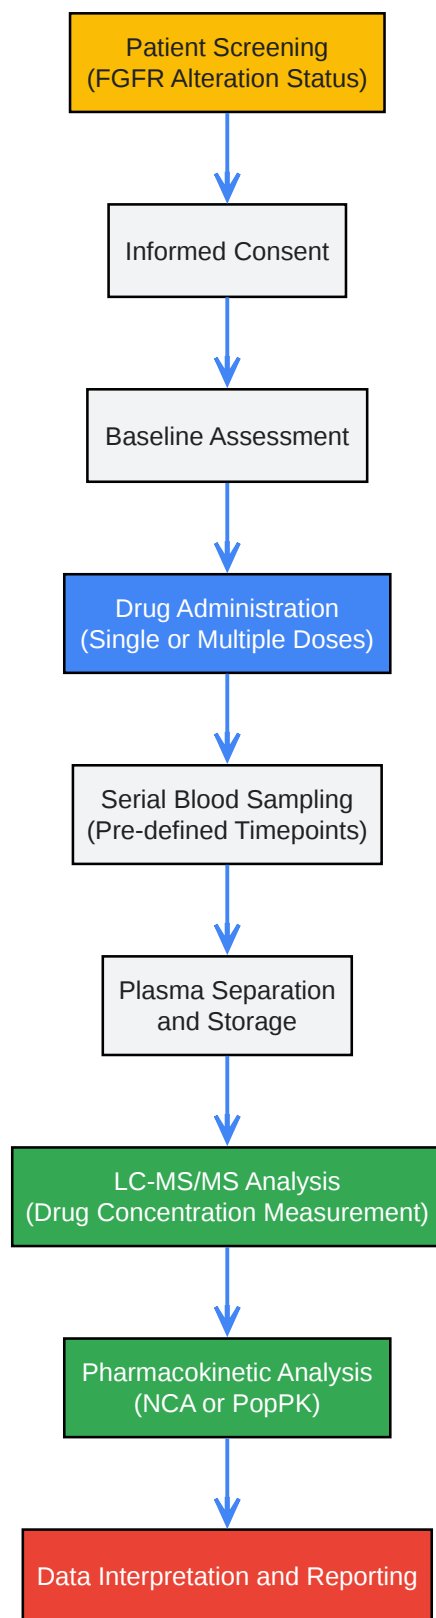 Patient Screening
(FGFR Alteration Status)
Informed Consent
Baseline Assessment
Drug Administration
(Single or Multiple Doses)
Serial Blood Sampling
(Pre-defined Timepoints)
Plasma Separation
and Storage
LC-MS/MS Analysis
(Drug Concentration Measurement)
Pharmacokinetic Analysis
(NCA or PopPK)
Data Interpretation and Reporting